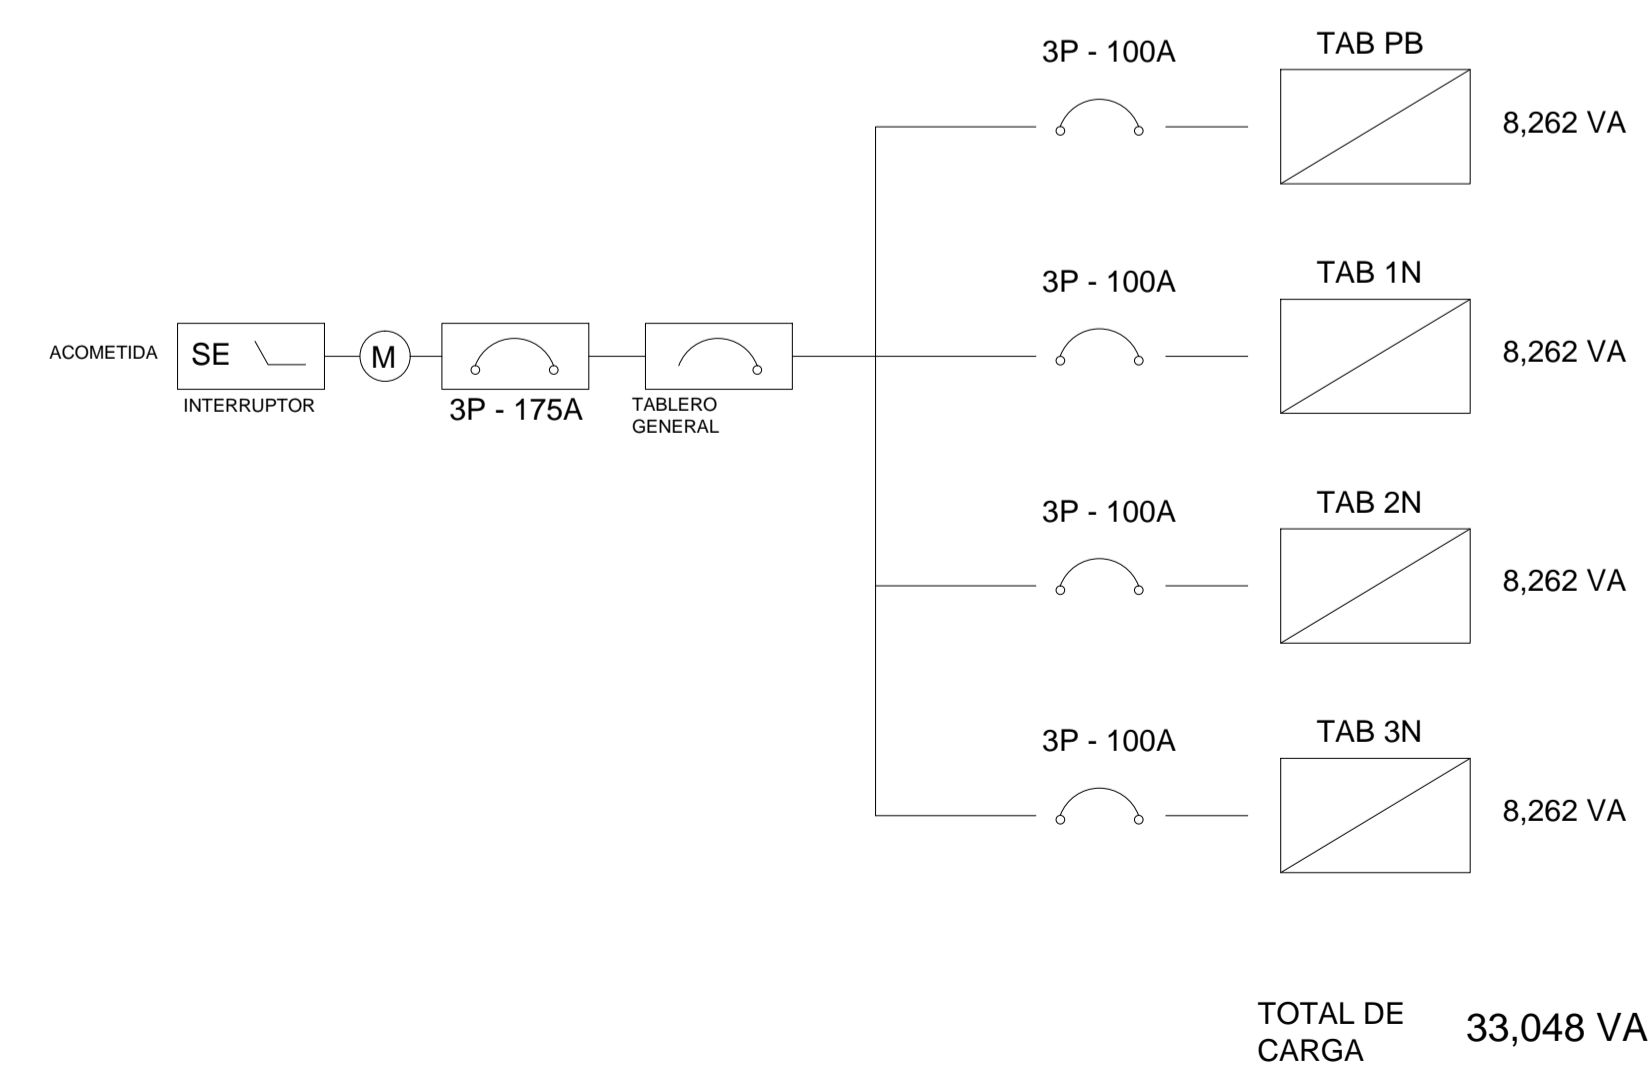 3P - 100A
TAB PB
8,262 VA
3P - 100A
TAB 1N
8,262 VA
ACOMETIDA
SE
M
INTERRUPTOR
3P - 175A
TABLERO
GENERAL
3P - 100A
TAB 2N
8,262 VA
3P - 100A
TAB 3N
8,262 VA
TOTAL DE
CARGA
33,048 VA